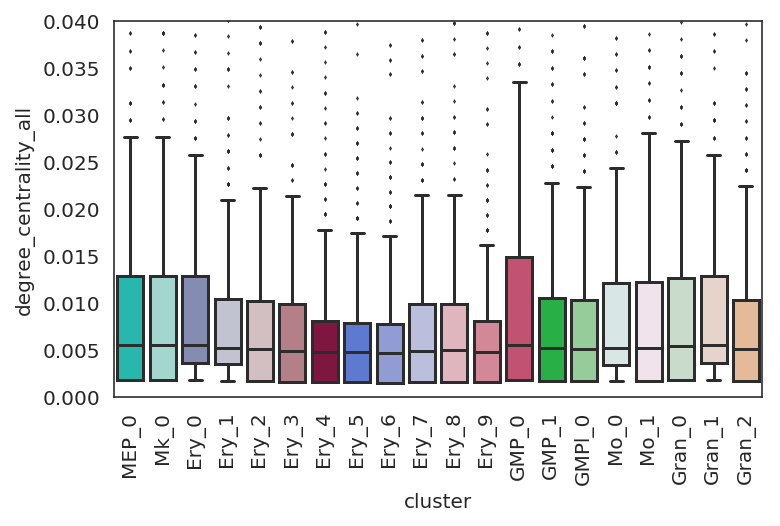 0.040
0.035
0.030
0.025
0.020
0.015
0.010
0.005
0.000
degree_centrality_all
MEP_0
Mk_0
Ery_0
Ery_1
Ery_2
Ery_3
Ery_4
Ery_5
Ery_6
Ery_7
Ery_8
Ery_9
GMP_0
GMP_1
GMPl_0
Mo_0
Mo_1
Gran_0
Gran_1
Gran_2
cluster